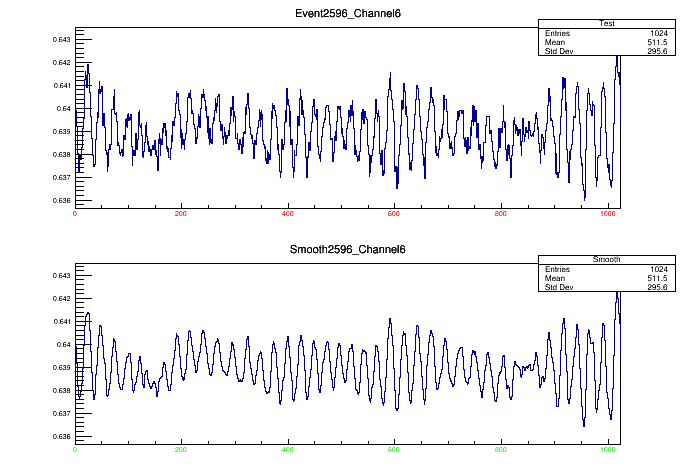 Event2596_Channel6
Test
Entries 1024
Mean 511.5
Std Dev 295.6
0.643
0.642
0.641
0.64
0.639
0.638
0.637
0.636
0 200 400 600 800 1000
Smooth2596_Channel6
Smooth
Entries 1024
Mean 511.5
Std Dev 295.6
0.643
0.642
0.641
0.64
0.639
0.638
0.637
0.636
0 200 400 600 800 1000